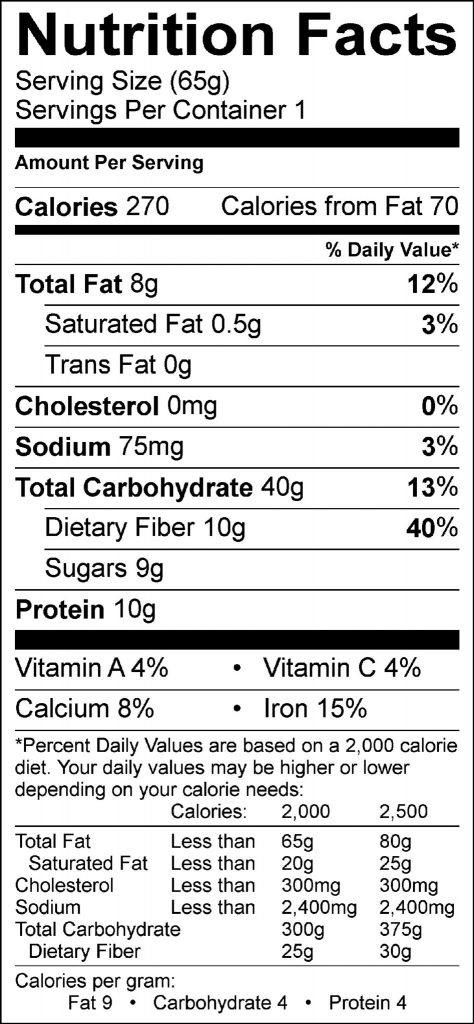 Nutrition Facts
Serving Size (65g)
Servings Per Container 1
Amount Per Serving
Calories 270 Calories from Fat 70
% Daily Value*
Total Fat 8g 12%
Saturated Fat 0.5g 3%
Trans Fat 0g
Cholesterol 0mg 0%
Sodium 75mg 3%
Total Carbohydrate 40g 13%
Dietary Fiber 10g 40%
Sugars 9g
Protein 10g
Vitamin A 4% • Vitamin C 4%
Calcium 8% • Iron 15%
*Percent Daily Values are based on a 2,000 calorie
diet. Your daily values may be higher or lower
depending on your calorie needs:
Calories: 2,000 2,500
Total Fat Less than 65g 80g
Saturated Fat Less than 20g 25g
Cholesterol Less than 300mg 300mg
Sodium Less than 2,400mg 2,400mg
Total Carbohydrate 300g 375g
Dietary Fiber 25g 30g
Calories per gram:
Fat 9 • Carbohydrate 4 • Protein 4